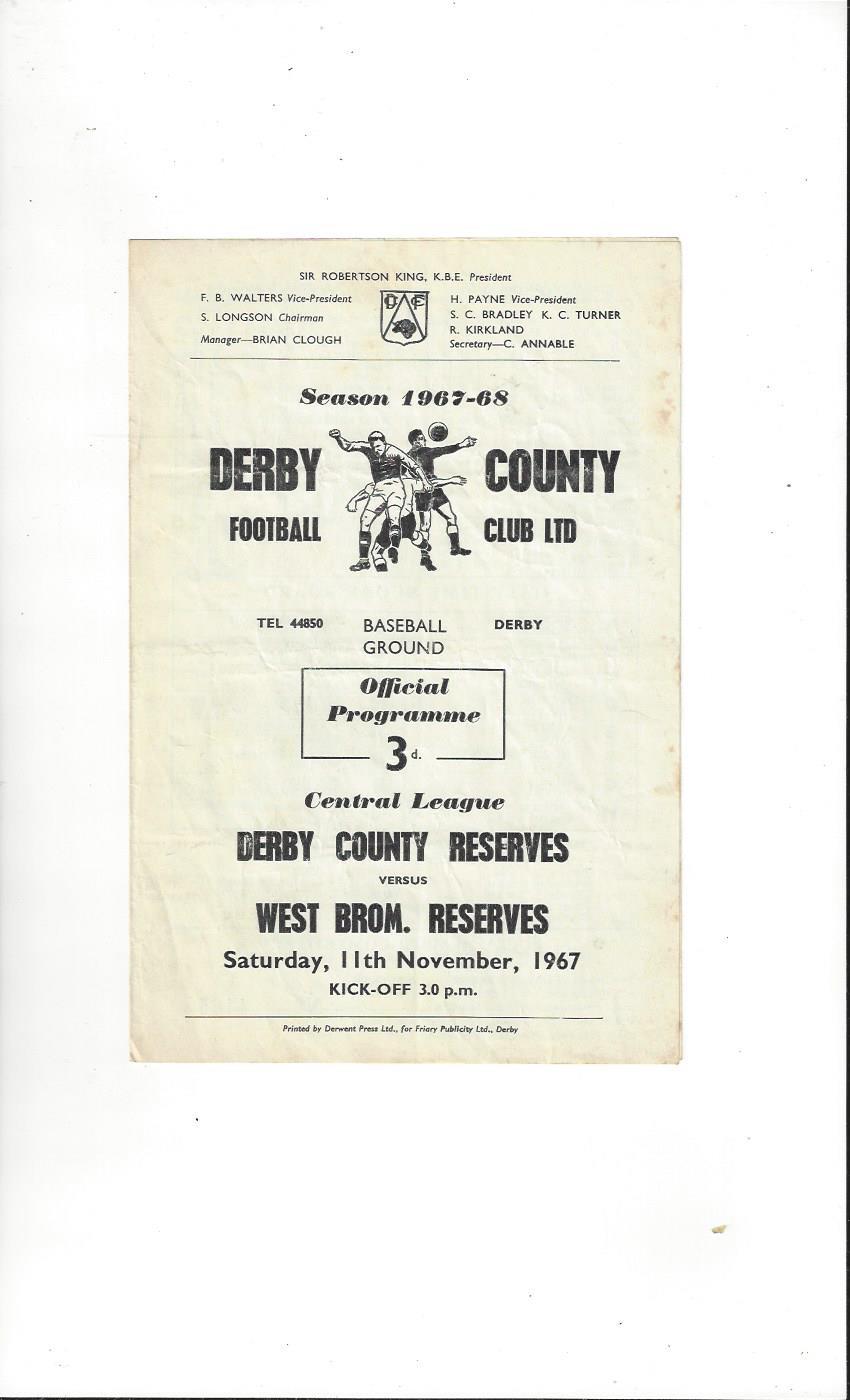 SIR ROBERTSON KING, K.B.E. President
F. B. WALTERS Vice-President
S. LONGSON Chairman
Manager—BRIAN CLOUGH
D C F
H. PAYNE Vice-President
S. C. BRADLEY K. C. TURNER
R. KIRKLAND
Secretary—C. ANNABLE
Season 1967-68
DERBY COUNTY
FOOTBALL CLUB LTD
TEL 44850 BASEBALL GROUND DERBY
Official
Programme
3d.
Central League
DERBY COUNTY RESERVES
VERSUS
WEST BROM. RESERVES
Saturday, 11th November, 1967
KICK-OFF 3.0 p.m.
Printed by Derwent Press Ltd., for Friary Publicity Ltd., Derby